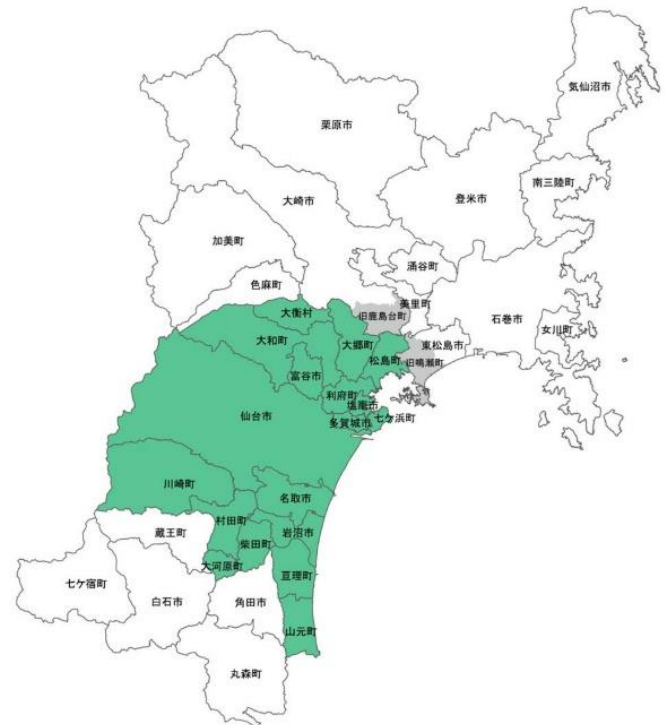 気仙沼市
栗原市
南三陸町
登米市
大崎市
加美町
涌谷町
色麻町
美里町
旧鹿島台町
石巻市
女川町
大衡村
大和町
大郷町
東松島市
松島町
旧鳴瀬町
富谷市
利府町
塩竈市
仙台市
七ケ浜町
多賀城市
川崎町
名取市
村田町
岩沼市
蔵王町
柴田町
大河原町
亘理町
七ケ宿町
白石市
角田市
山元町
丸森町